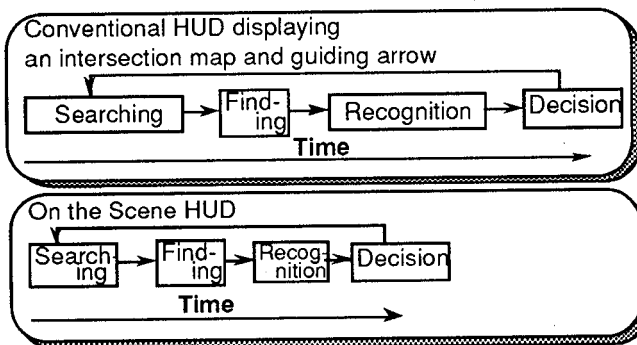 Conventional HUD displaying
an intersection map and guiding arrow
Searching
Find-
ing
Recognition
Decision
Time
On the Scene HUD
Search-
ing
Find-
ing
Recog-
nition
Decision
Time